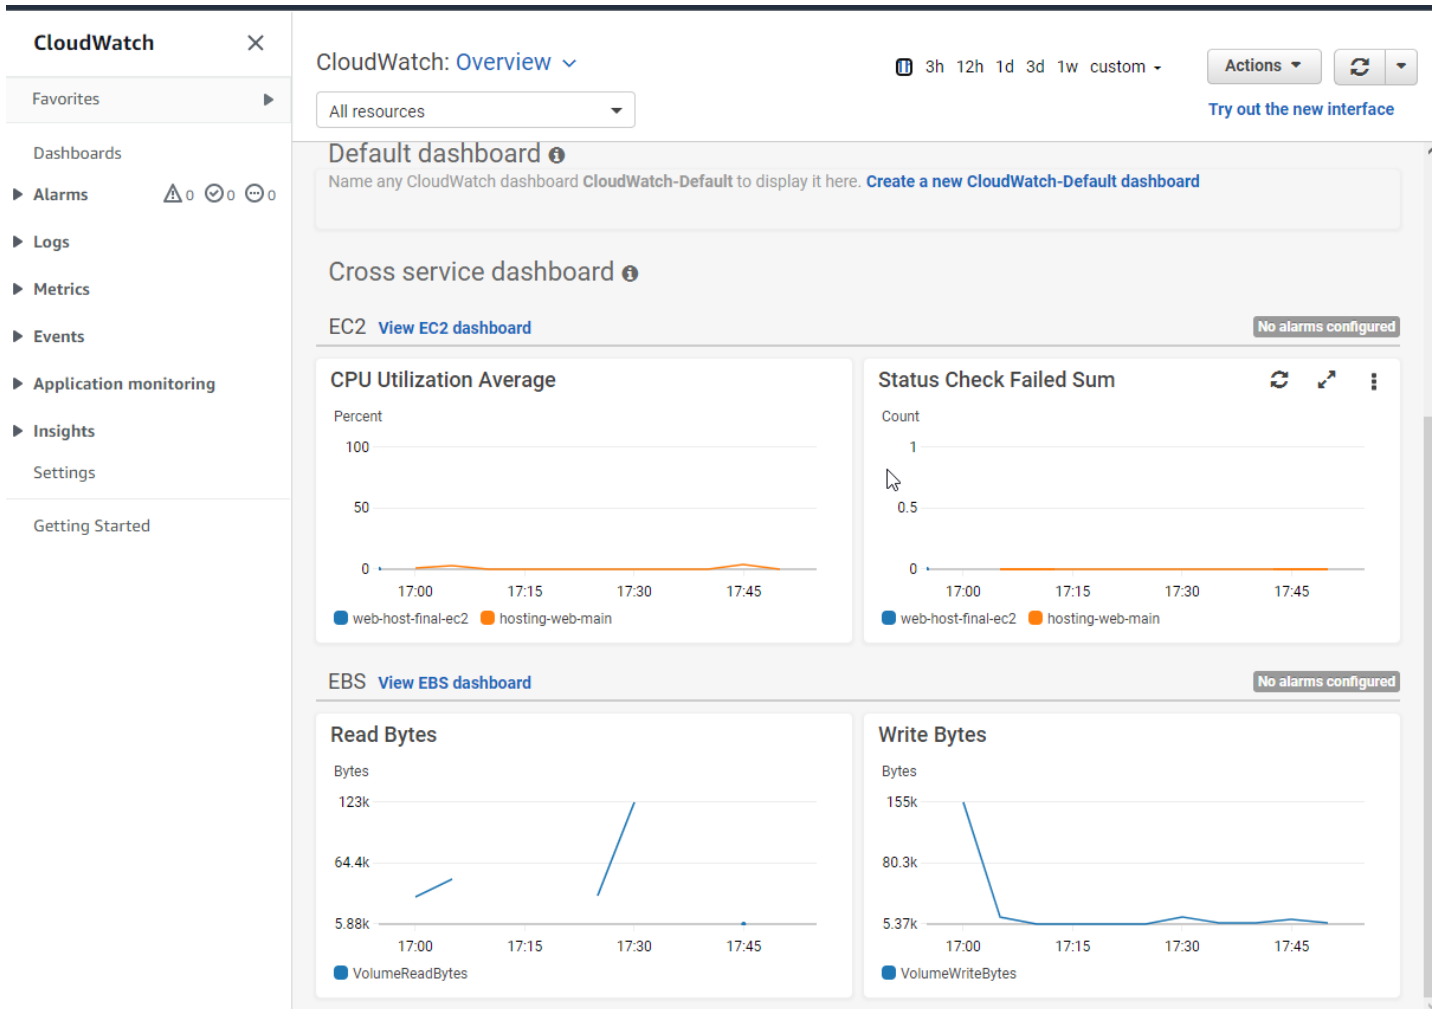 CloudWatch
Favorites
Dashboards
Alarms 0 0 0
Logs
Metrics
Events
Application monitoring
Insights
Settings
Getting Started
CloudWatch: Overview
3h 12h 1d 3d 1w custom
Actions
All resources
Try out the new interface
Default dashboard
Name any CloudWatch dashboard CloudWatch-Default to display it here. Create a new CloudWatch-Default dashboard
Cross service dashboard
EC2 View EC2 dashboard
No alarms configured
CPU Utilization Average
Percent
100
50
0
17:00 17:15 17:30 17:45
web-host-final-ec2 hosting-web-main
Status Check Failed Sum
Count
1
0.5
0
17:00 17:15 17:30 17:45
web-host-final-ec2 hosting-web-main
EBS View EBS dashboard
No alarms configured
Read Bytes
Bytes
123k
64.4k
5.88k
17:00 17:15 17:30 17:45
VolumeReadBytes
Write Bytes
Bytes
155k
80.3k
5.37k
17:00 17:15 17:30 17:45
VolumeWriteBytes